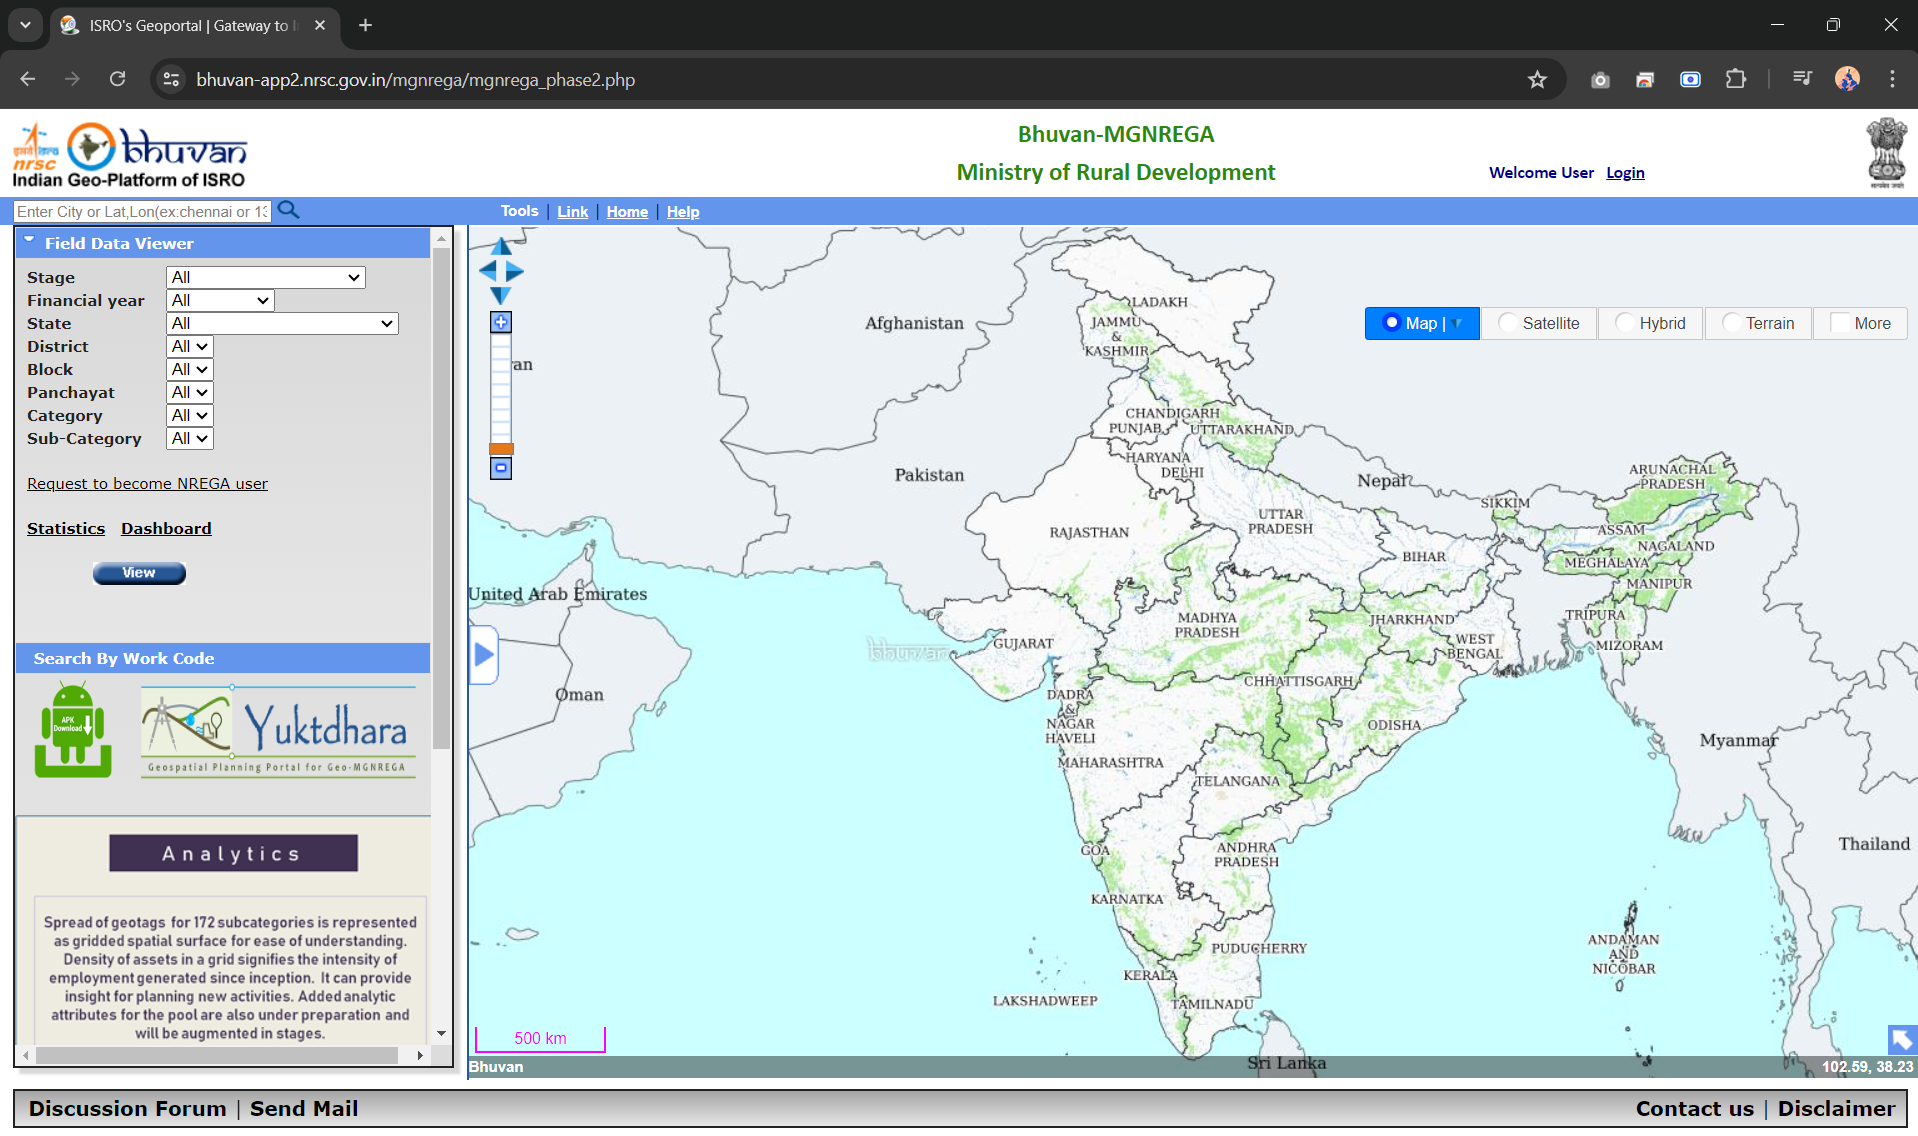 ISRO's Geoportal | Gateway to I
bhuvan-app2.nrsc.gov.in/mgnrega/mgnrega_phase2.php
इसरो isro
nrsc
bhuvan
Indian Geo-Platform of ISRO
Bhuvan-MGNREGA
Ministry of Rural Development
Welcome User Login
सत्यमेव जयते
Enter City or Lat,Lon(ex:chennai or 13
Tools | Link | Home | Help
Field Data Viewer
Stage All
Financial year All
State All
District All
Block All
Panchayat All
Category All
Sub-Category All
Request to become NREGA user
Statistics Dashboard
View
Search By Work Code
APK
Download
Yuktdhara
Geospatial Planning Portal for Geo-MGNREGA
Analytics
Spread of geotags for 172 subcategories is represented
as gridded spatial surface for ease of understanding.
Density of assets in a grid signifies the intensity of
employment generated since inception. It can provide
insight for planning new activities. Added analytic
attributes for the pool are also under preparation and
will be augmented in stages.
Map | Satellite Hybrid Terrain More
Afghanistan
LADAKH
JAMMU
&
KASHMIR
an
CHANDIGARH
PUNJAB
UTTARAKHAND
HARYANA
DELHI
Pakistan
Nepal
ARUNACHAL
PRADESH
SIKKIM
UTTAR
PRADESH
RAJASTHAN
ASSAM
NAGALAND
BIHAR
MEGHALAYA
MANIPUR
United Arab Emirates
MADHYA
PRADESH
JHARKHAND
TRIPURA
GUJARAT
WEST
BENGAL
MIZORAM
bhuvan
CHHATTISGARH
Oman
DADRA
&
NAGAR
HAVELI
ODISHA
Myanmar
MAHARASHTRA
TELANGANA
GOA
ANDHRA
PRADESH
Thailand
KARNATKA
PUDUCHERRY
ANDAMAN
AND
NICOBAR
KERALA
LAKSHADWEEP
TAMILNADU
500 km
Sri Lanka
Bhuvan
102.59, 38.23
Discussion Forum | Send Mail
Contact us | Disclaimer